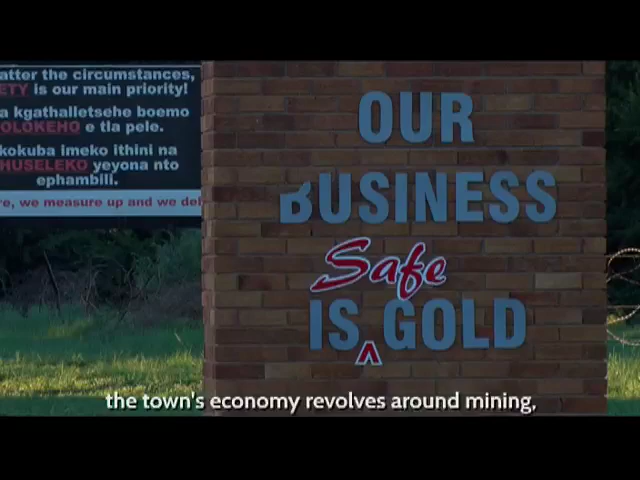 atter the circumstances,
ETY is our main priority!
a kgathalletsehe boemo
OLOKEHO e tla pele.
kokuba imeko ithini na
HUSELEKO yeyona nto
ephambili.
re, we measure up and we del
OUR
BUSINESS
Safe
IS GOLD
the town's economy revolves around mining,